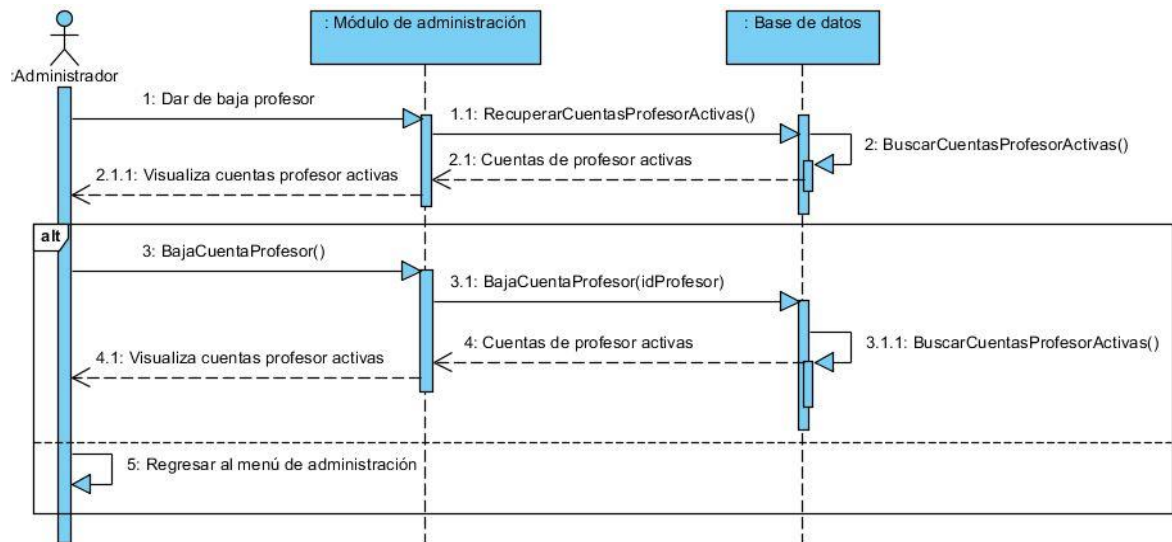 : Módulo de administración
: Base de datos
:Administrador
1: Dar de baja profesor
1.1: RecuperarCuentasProfesorActivas()
2: BuscarCuentasProfesorActivas()
2.1: Cuentas de profesor activas
2.1.1: Visualiza cuentas profesor activas
alt
3: BajaCuentaProfesor()
3.1: BajaCuentaProfesor(idProfesor)
3.1.1: BuscarCuentasProfesorActivas()
4: Cuentas de profesor activas
4.1: Visualiza cuentas profesor activas
5: Regresar al menú de administración